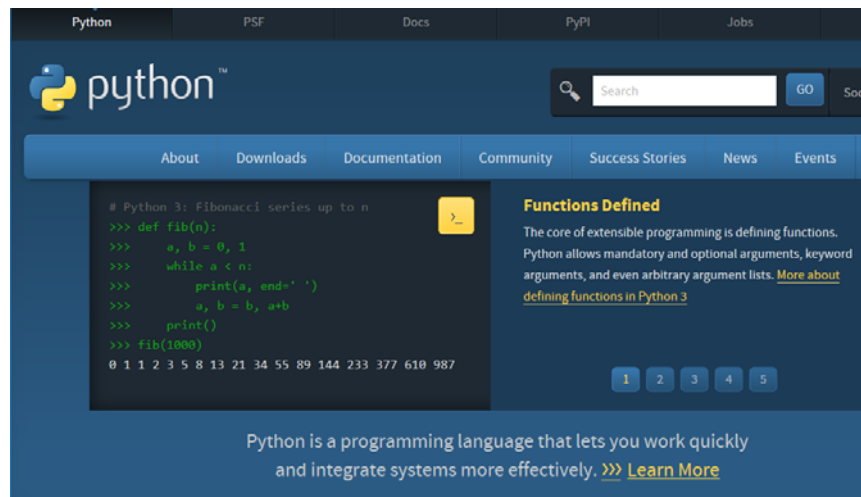 Python PSF Docs PyPI Jobs
python™
Search GO
About Downloads Documentation Community Success Stories News Events
# Python 3: Fibonacci series up to n
>>> def fib(n):
>>>     a, b = 0, 1
>>>     while a < n:
>>>         print(a, end=' ')
>>>         a, b = b, a+b
>>>     print()
>>> fib(1000)
0 1 1 2 3 5 8 13 21 34 55 89 144 233 377 610 987
>_
Functions Defined
The core of extensible programming is defining functions.
Python allows mandatory and optional arguments, keyword
arguments, and even arbitrary argument lists. More about
defining functions in Python 3
1 2 3 4 5
Python is a programming language that lets you work quickly
and integrate systems more effectively. >>> Learn More